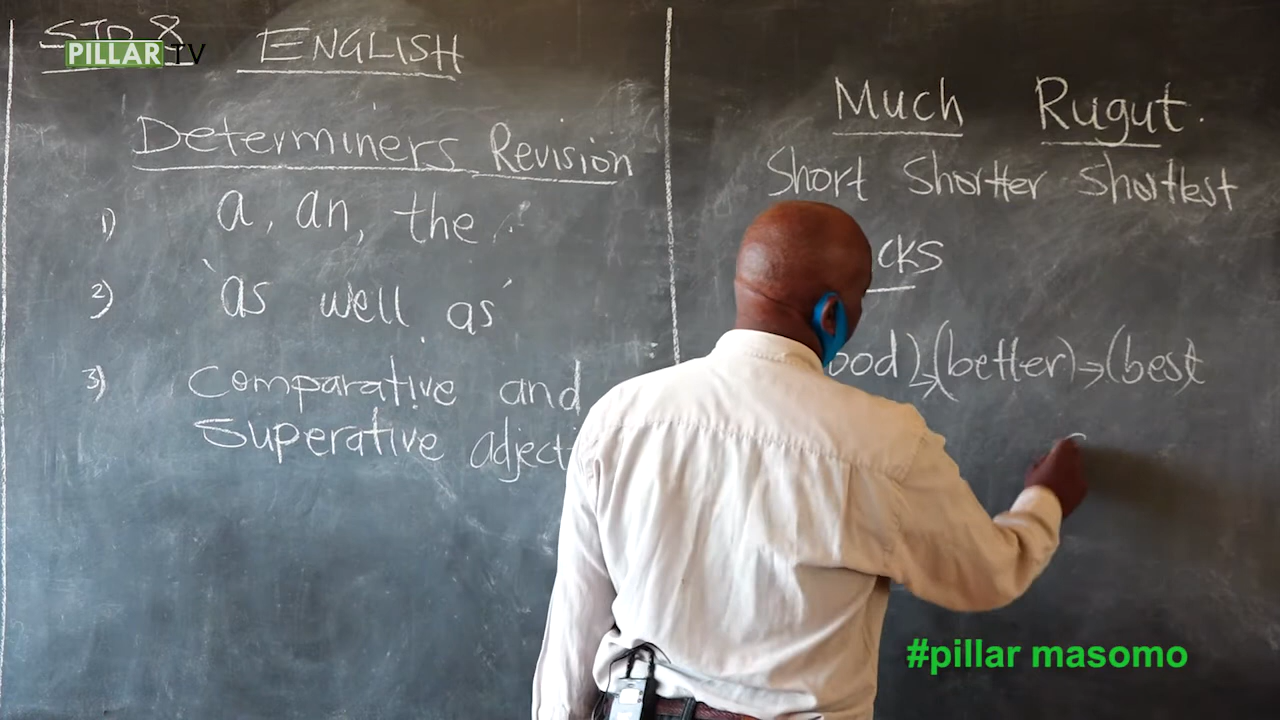 STD 8
PILLAR TV
ENGLISH
Determiners Revision
1) a, an, the
2) 'as well as'
3) Comparative and
Superative
Much Rugut.
Short Shorter Shortest
(better) → (best
#pillar masomo